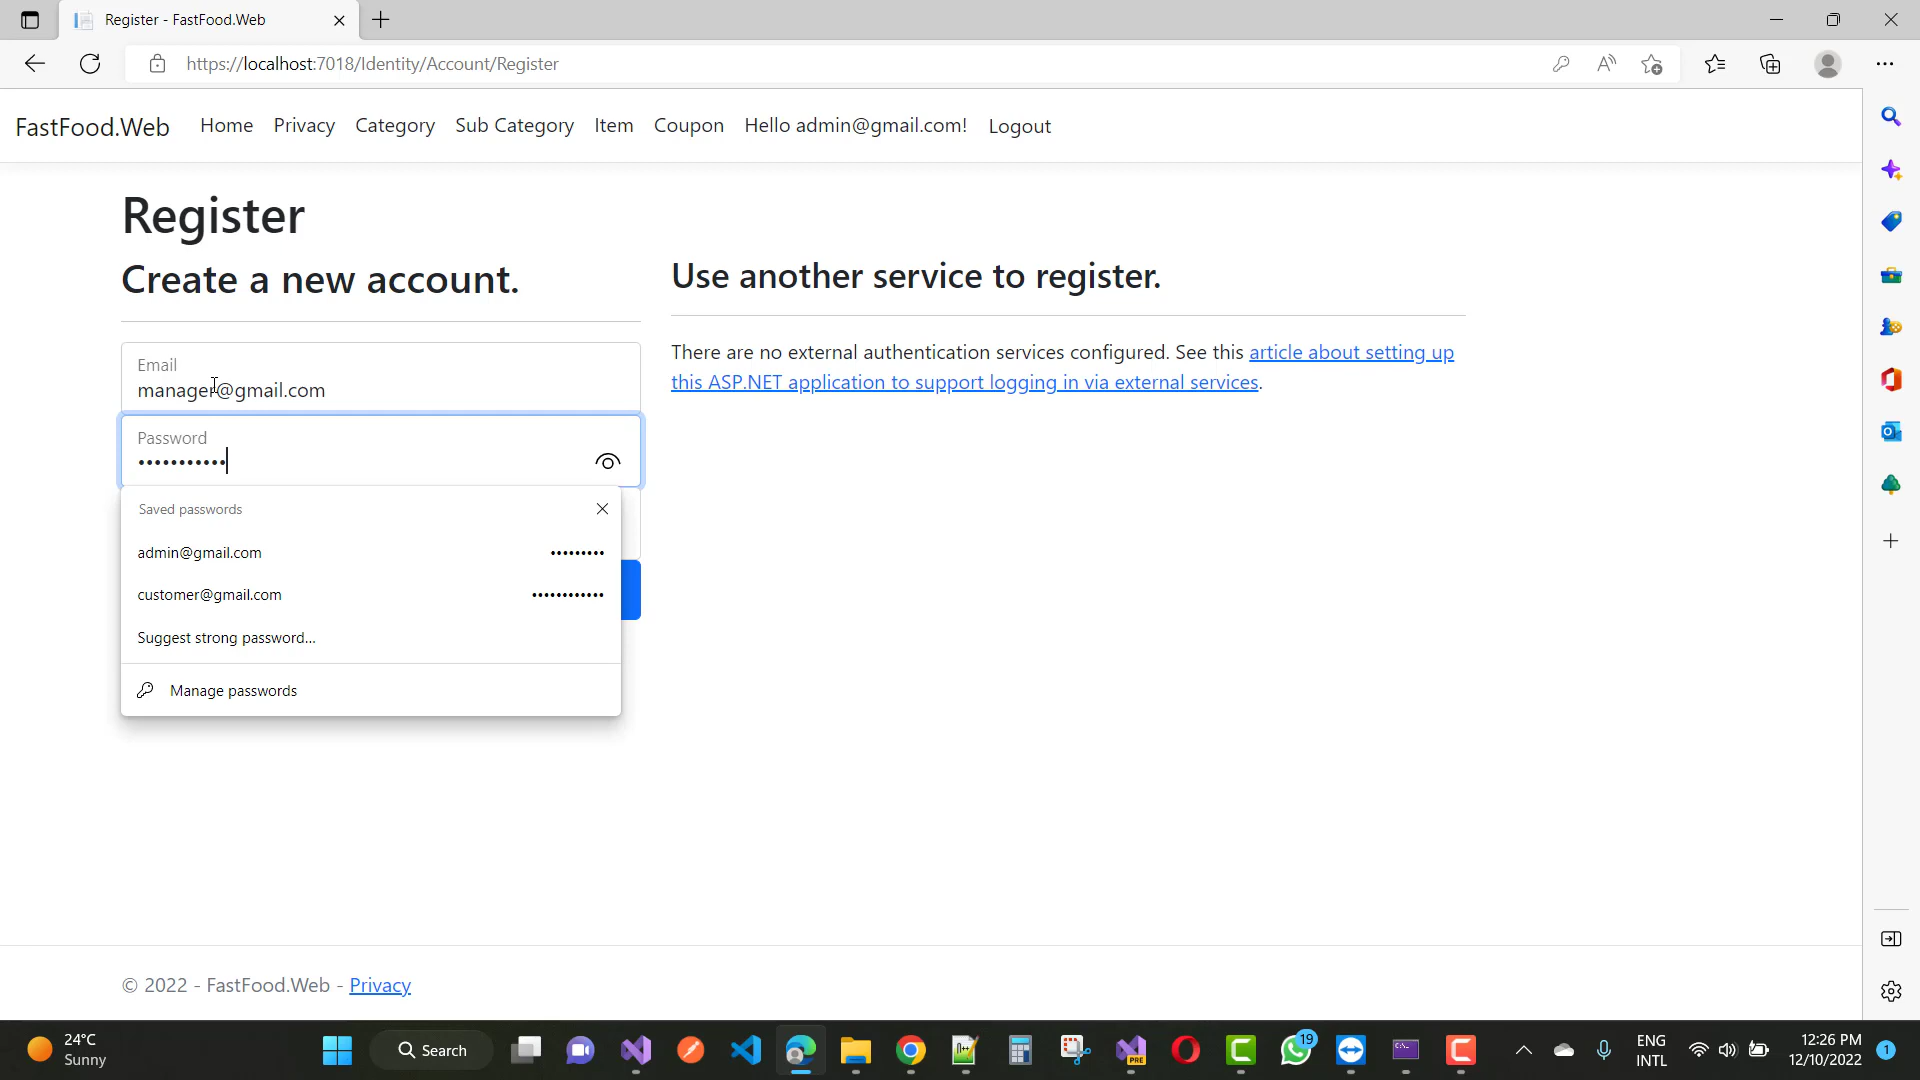 Register - FastFood.Web
https://localhost:7018/Identity/Account/Register
FastFood.Web Home Privacy Category Sub Category Item Coupon Hello admin@gmail.com! Logout
Register
Create a new account.
Email
manager@gmail.com
Password
•••••••••••
Saved passwords
admin@gmail.com •••••••••
customer@gmail.com ••••••••••••
Suggest strong password...
Manage passwords
Use another service to register.
There are no external authentication services configured. See this article about setting up
this ASP.NET application to support logging in via external services.
© 2022 - FastFood.Web - Privacy
24°C
Sunny
Search
19
ENG
INTL
12:26 PM
12/10/2022
1